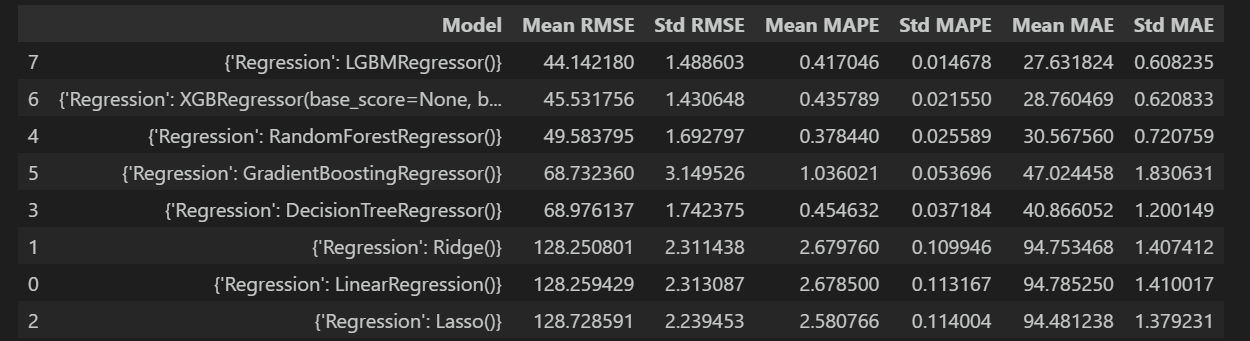 Model Mean RMSE Std RMSE Mean MAPE Std MAPE Mean MAE Std MAE
7 {'Regression': LGBMRegressor()} 44.142180 1.488603 0.417046 0.014678 27.631824 0.608235
6 {'Regression': XGBRegressor(base_score=None, b... 45.531756 1.430648 0.435789 0.021550 28.760469 0.620833
4 {'Regression': RandomForestRegressor()} 49.583795 1.692797 0.378440 0.025589 30.567560 0.720759
5 {'Regression': GradientBoostingRegressor()} 68.732360 3.149526 1.036021 0.053696 47.024458 1.830631
3 {'Regression': DecisionTreeRegressor()} 68.976137 1.742375 0.454632 0.037184 40.866052 1.200149
1 {'Regression': Ridge()} 128.250801 2.311438 2.679760 0.109946 94.753468 1.407412
0 {'Regression': LinearRegression()} 128.259429 2.313087 2.678500 0.113167 94.785250 1.410017
2 {'Regression': Lasso()} 128.728591 2.239453 2.580766 0.114004 94.481238 1.379231